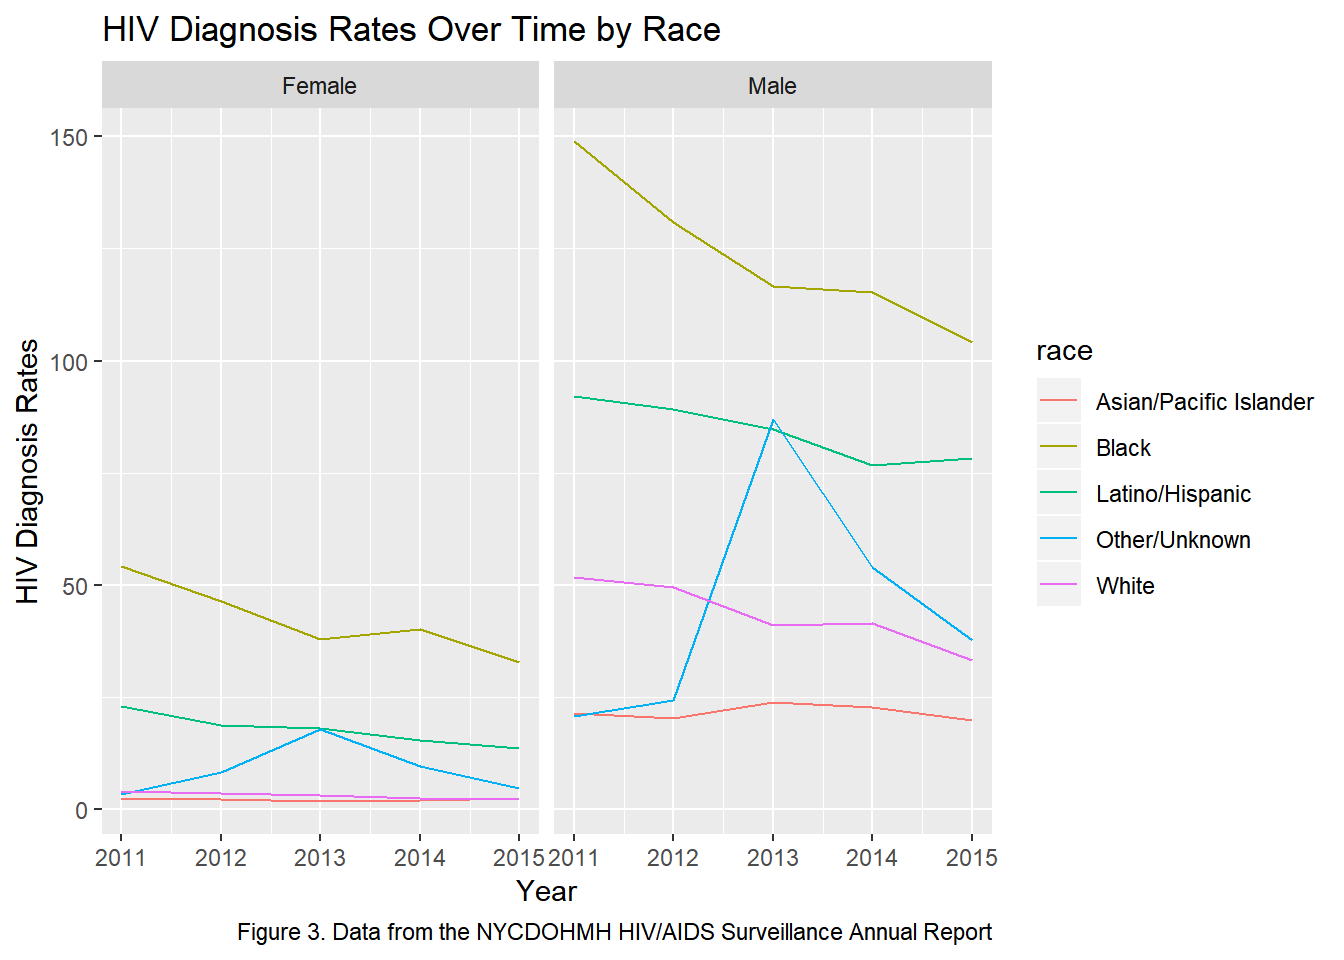 HIV Diagnosis Rates Over Time by Race
Female
Male
150
100
50
0
HIV Diagnosis Rates
2011 2012 2013 2014 2015
2011 2012 2013 2014 2015
Year
race
Asian/Pacific Islander
Black
Latino/Hispanic
Other/Unknown
White
Figure 3. Data from the NYCDOHMH HIV/AIDS Surveillance Annual Report